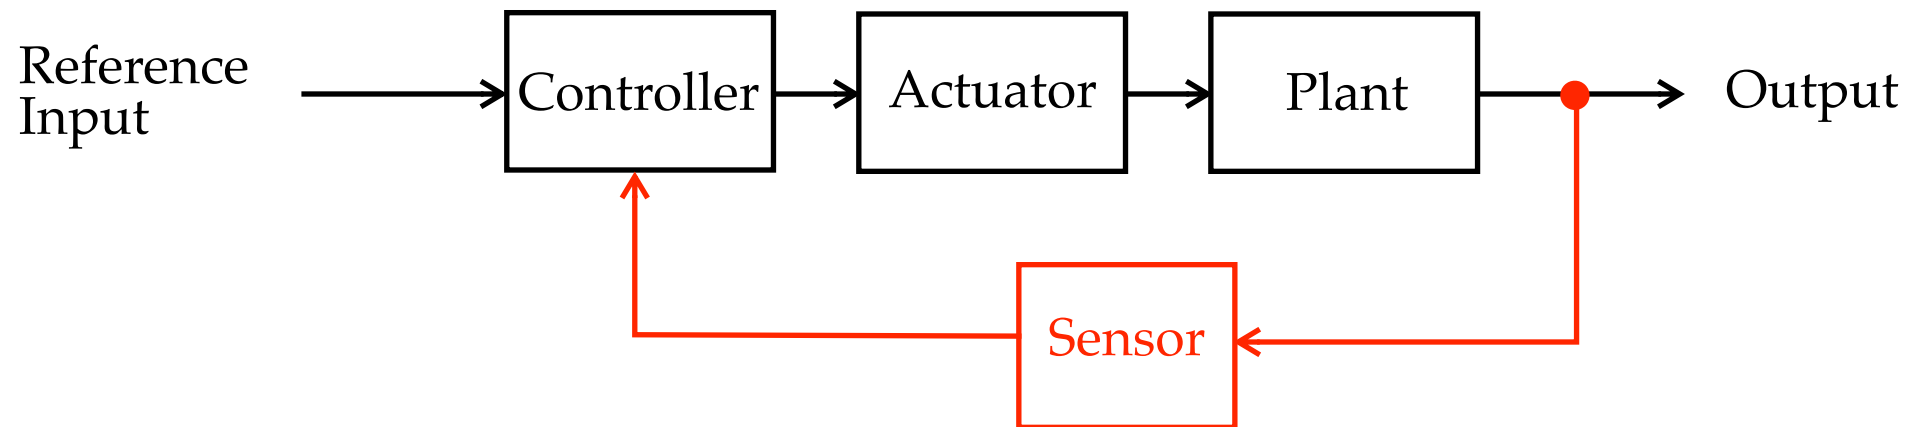 Reference
Input
Controller
Actuator
Plant
Output
Sensor